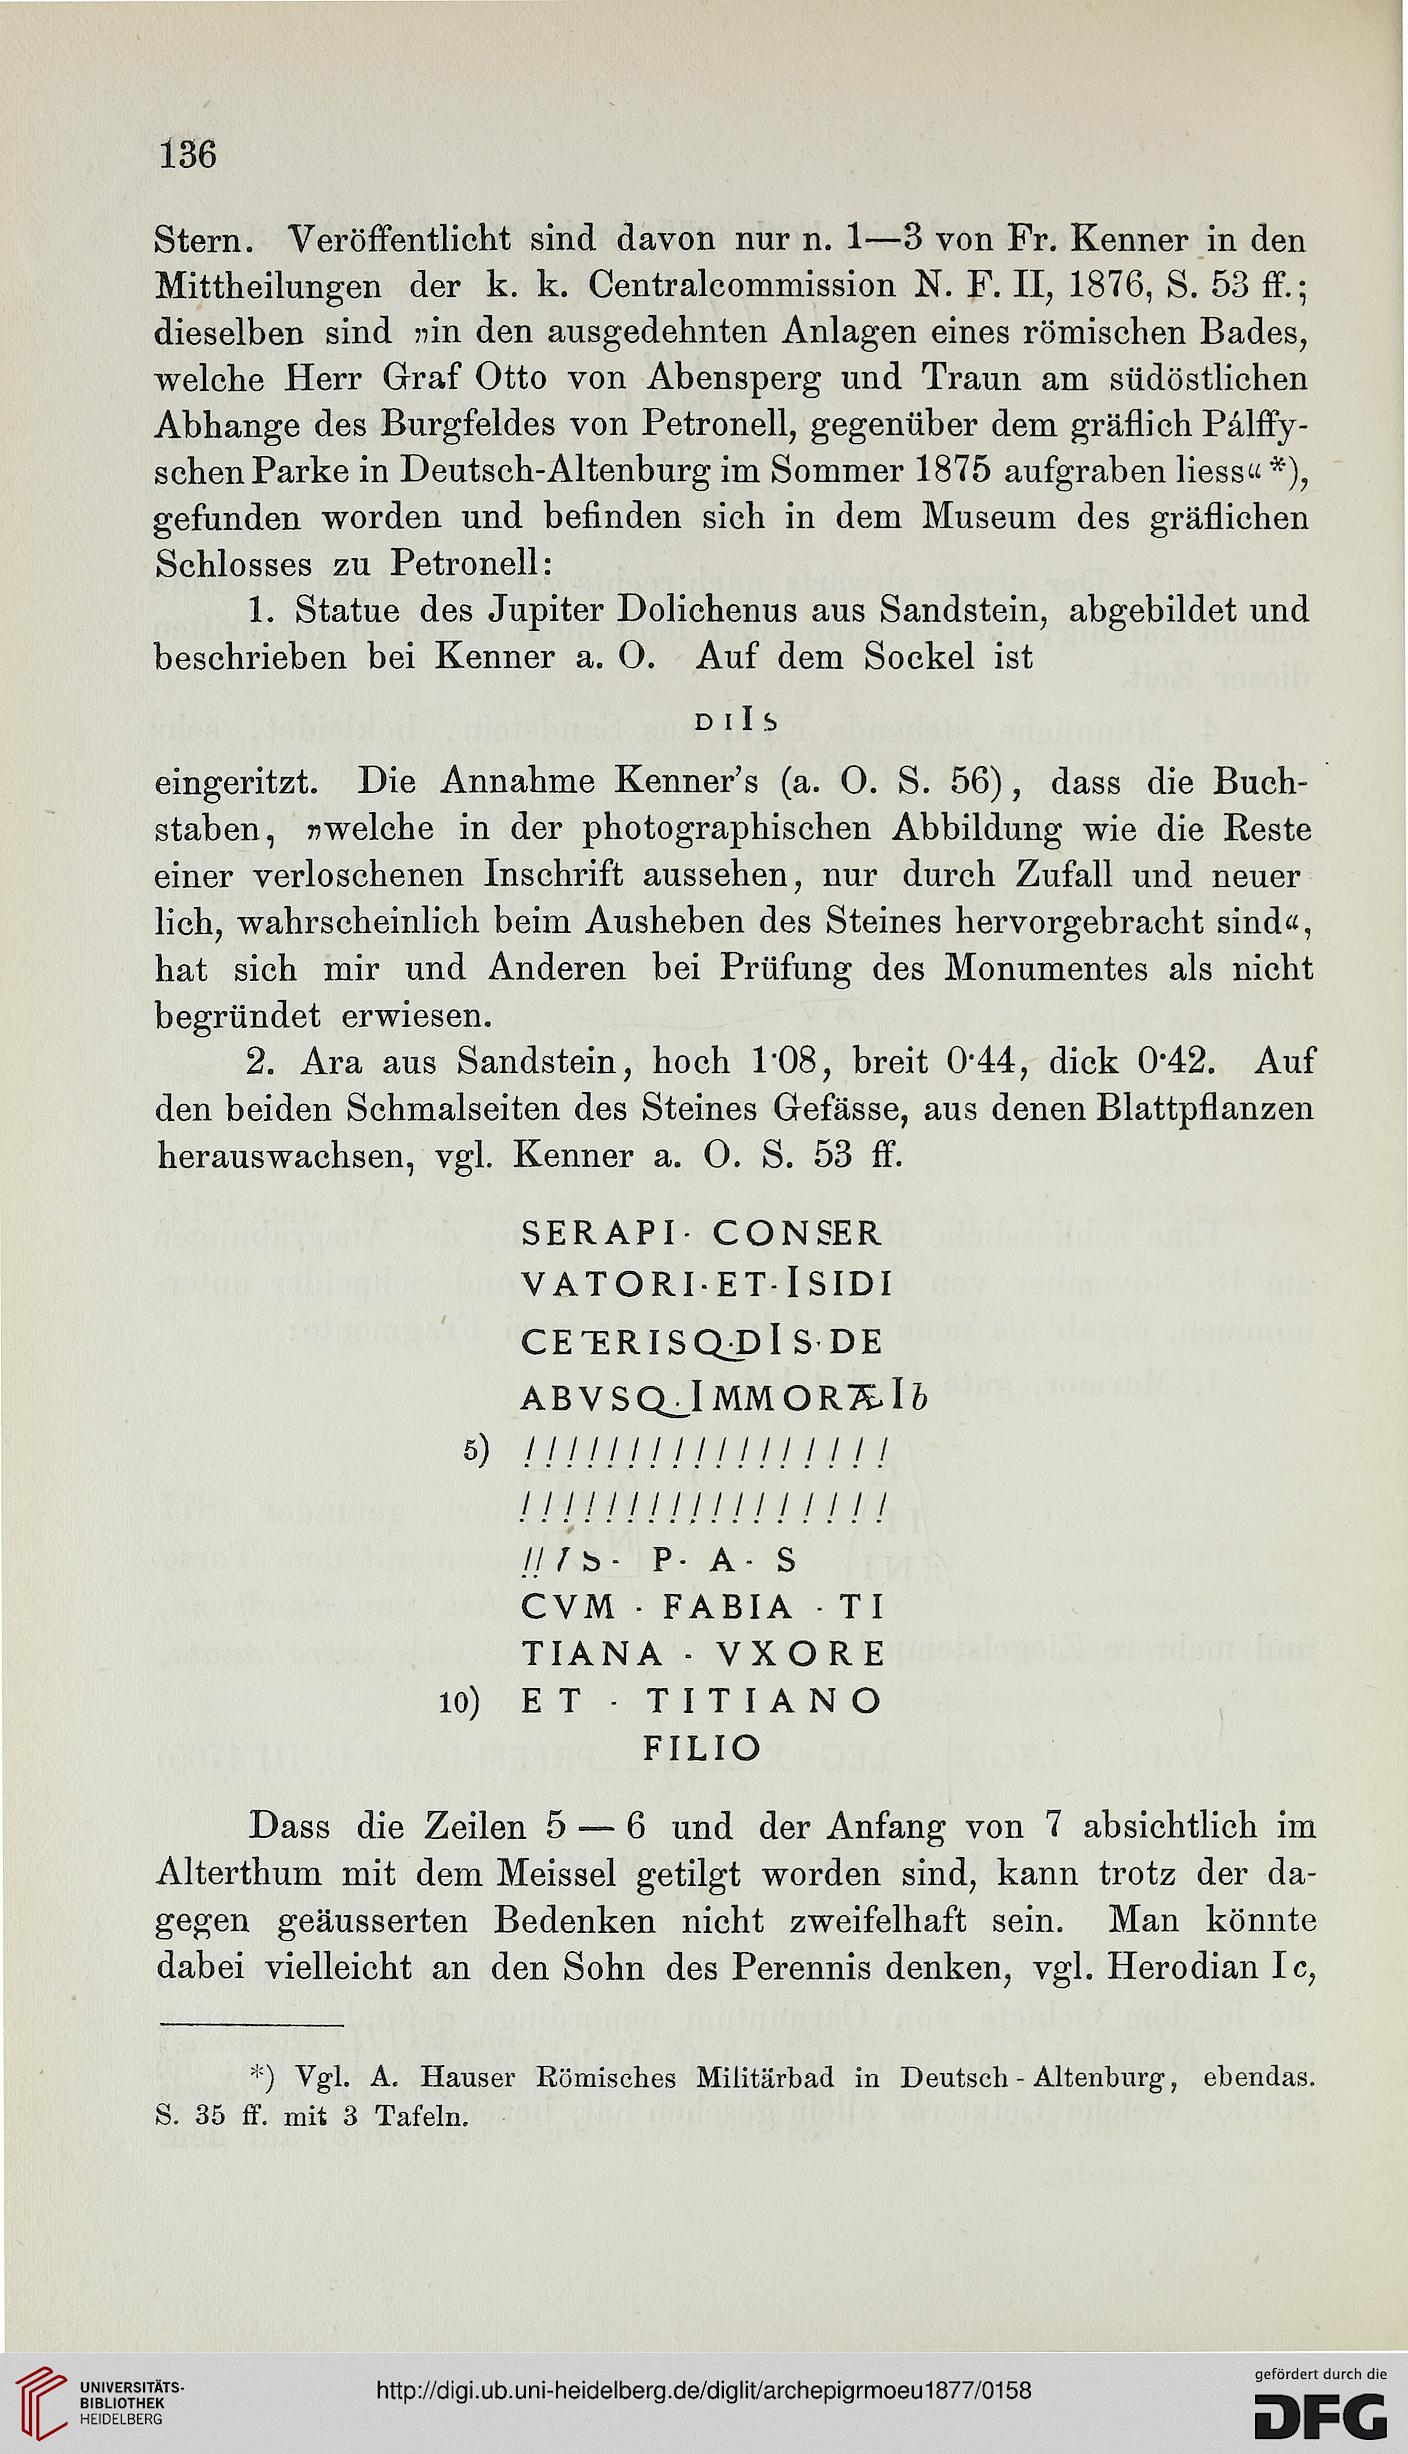 136
Stern. Veröffentlicht sind davon nur n. 1—3 von Fr. Kenner in den
Mittheilungen der k. k. Centralcommission N. F. II, 1876, S. 53 ff.;
dieselben sind „in den ausgedehnten Anlagen eines römischen Bades,
welche Herr Graf Otto von Abensperg und Traun am südöstlichen
Abhange des Burgfeldes von Petronell, gegenüber dem gräflich Pálffy-
schen Parke in Deutsch-Altenburg im Sommer 1875 aufgraben liess“ *),
gefunden worden und befinden sich in dem Museum des gräflichen
Schlosses zu Petronell:
1. Statue des Jupiter Dolichenus aus Sandstein, abgebildet und
beschrieben bei Kenner a. O. Auf dem Sockel ist
DIIS
eingeritzt. Die Annahme Kenner's (a. O. S. 56), dass die Buch-
staben, „welche in der photographischen Abbildung wie die Reste
einer verloschenen Inschrift aussehen, nur durch Zufall und neuer
lich, wahrscheinlich beim Ausheben des Steines hervorgebracht sind“,
hat sich mir und Anderen bei Prüfung des Monumentes als nicht
begründet erwiesen.
2. Ara aus Sandstein, hoch 1·08, breit 0·44, dick 0·42. Auf
den beiden Schmalseiten des Steines Gefässe, aus denen Blattpflanzen
herauswachsen, vgl. Kenner a. O. S. 53 ff.
SERAPI · CONSER
VATORI · ET · ISIDI
CETERISQ · DIS · DE
ABVSQ · IMMORTALIb
5) / / / / / / / / / / / / / / / / / /
/ / / / / / / / / / / / / / / / / /
// / S · P · A · S
CVM · FABIA · TI
TIANA · VXORE
10) ET · TITIANO
FILIO
Dass die Zeilen 5 — 6 und der Anfang von 7 absichtlich im
Alterthum mit dem Meissel getilgt worden sind, kann trotz der da-
gegen geäusserten Bedenken nicht zweifelhaft sein. Man könnte
dabei vielleicht an den Sohn des Perennis denken, vgl. Herodian I c,
*) Vgl. A. Hauser Römisches Militärbad in Deutsch-Altenburg, ebendas.
S. 35 ff. mit 3 Tafeln.
UNIVERSITÄTS-
BIBLIOTHEK
HEIDELBERG
http://digi.ub.uni-heidelberg.de/diglit/archepigrmoeu1877/0158
gefördert durch die
DFG